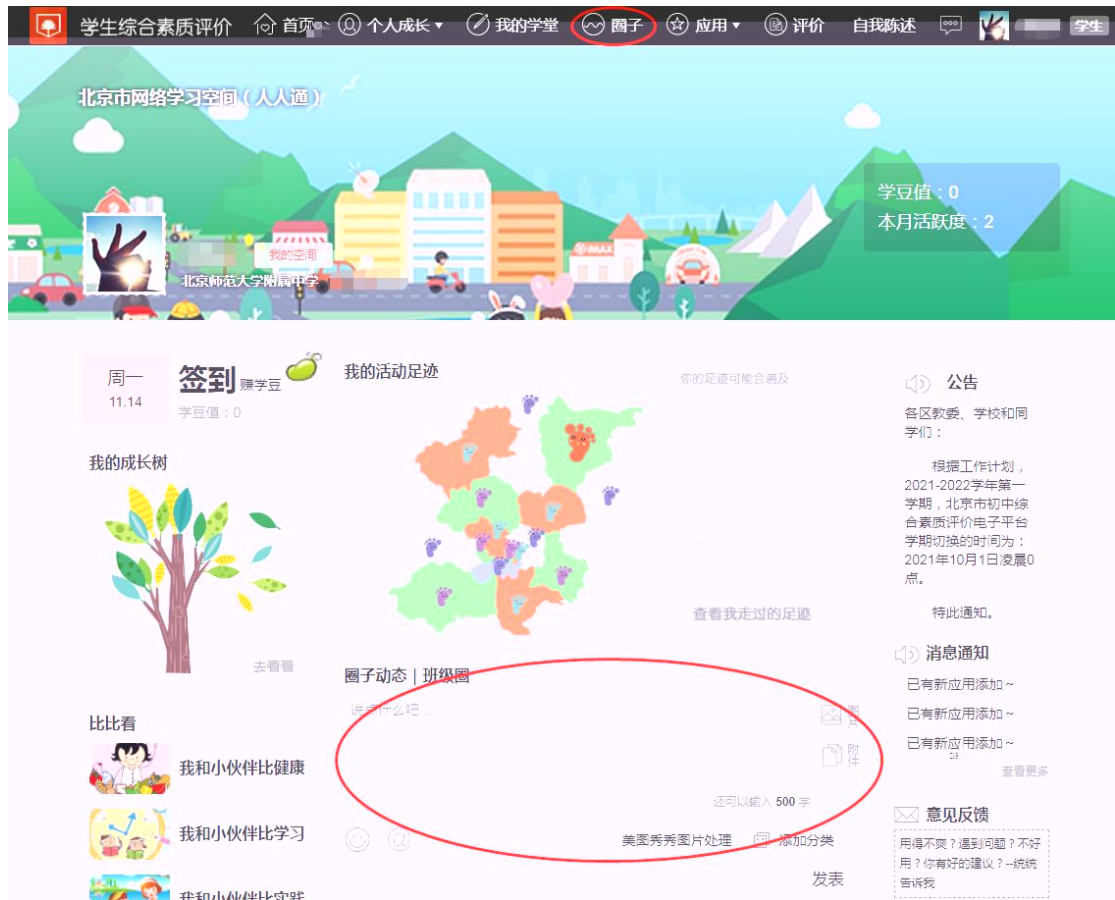 学生综合素质评价 首页 个人成长 我的学堂 圈子 应用 评价 自我陈述 学生
北京市网络学习空间(人人通)
学豆值:0
本月活跃度:2
我的空间
北京师范大学附属中学
周一
11.14
签到 赚学豆
学豆值:0
我的成长树
去看看
比比看
我和小伙伴比健康
我和小伙伴比学习
我和小伙伴比实践
我的活动足迹
你的足迹可能会遍及
查看我走过的足迹
圈子动态 | 班级圈
说点什么吧...
图片
附件
还可以输入 500 字
美图秀秀图片处理 添加分类
发表
公告
各区教委、学校和同
学们:
根据工作计划,
2021-2022学年第一
学期,北京市初中综
合素质评价电子平台
学期切换的时间为:
2021年10月1日凌晨0
点。
特此通知。
消息通知
已有新应用添加~
已有新应用添加~
已有新应用添加~
查看更多
意见反馈
用得不爽?遇到问题?不好
用?你有好的建议?--统统
告诉我